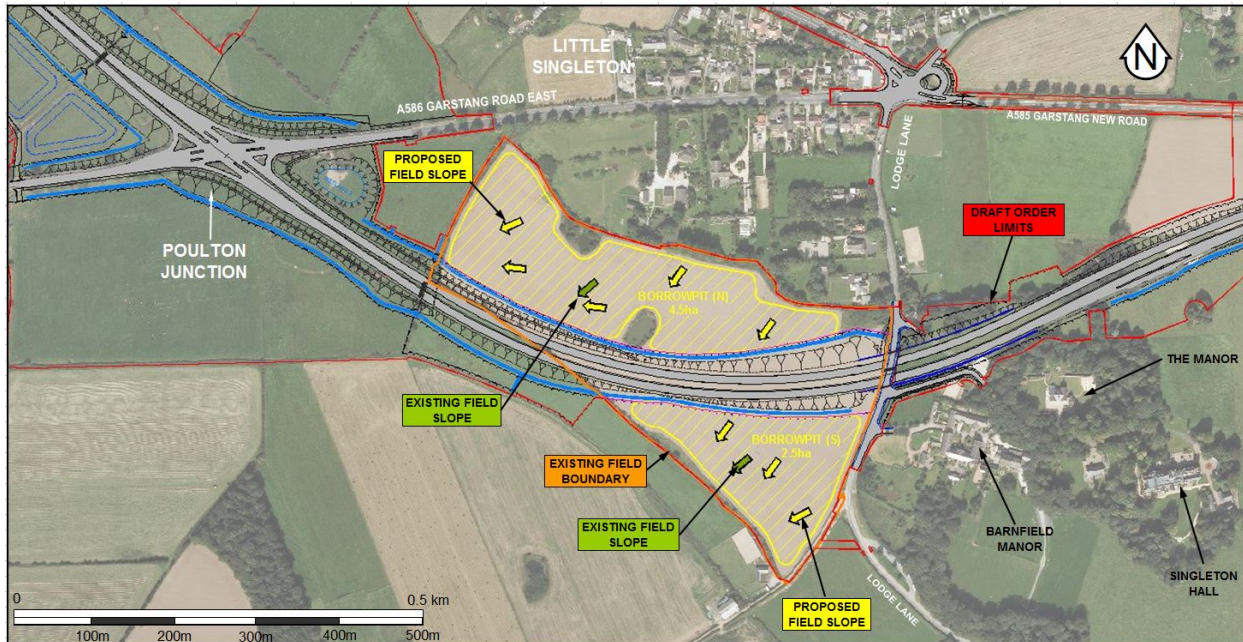 LITTLE
SINGLETON
N
A586 GARSTANG ROAD EAST
A585 GARSTANG NEW ROAD
LODGE LANE
PROPOSED
FIELD SLOPE
DRAFT ORDER
LIMITS
POULTON
JUNCTION
BORROWPIT (N)
4.5ha
THE MANOR
EXISTING FIELD
SLOPE
BORROWPIT (S)
2.5ha
EXISTING FIELD
BOUNDARY
EXISTING FIELD
SLOPE
BARNFIELD
MANOR
SINGLETON
HALL
LODGE LANE
PROPOSED
FIELD SLOPE
0
0.5 km
100m
200m
300m
400m
500m